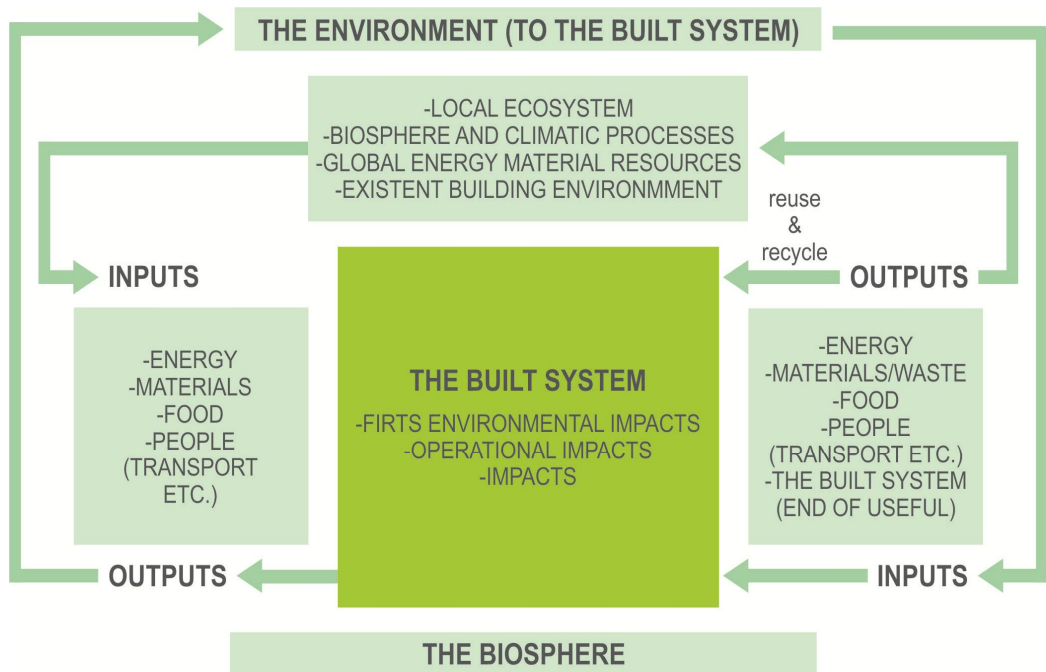 THE ENVIRONMENT (TO THE BUILT SYSTEM)
-LOCAL ECOSYSTEM
-BIOSPHERE AND CLIMATIC PROCESSES
-GLOBAL ENERGY MATERIAL RESOURCES
-EXISTENT BUILDING ENVIRONMMENT
reuse
&
recycle
INPUTS
OUTPUTS
-ENERGY
-MATERIALS
-FOOD
-PEOPLE
(TRANSPORT
ETC.)
THE BUILT SYSTEM
-FIRTS ENVIRONMENTAL IMPACTS
-OPERATIONAL IMPACTS
-IMPACTS
-ENERGY
-MATERIALS/WASTE
-FOOD
-PEOPLE
(TRANSPORT ETC.)
-THE BUILT SYSTEM
(END OF USEFUL)
OUTPUTS
INPUTS
THE BIOSPHERE